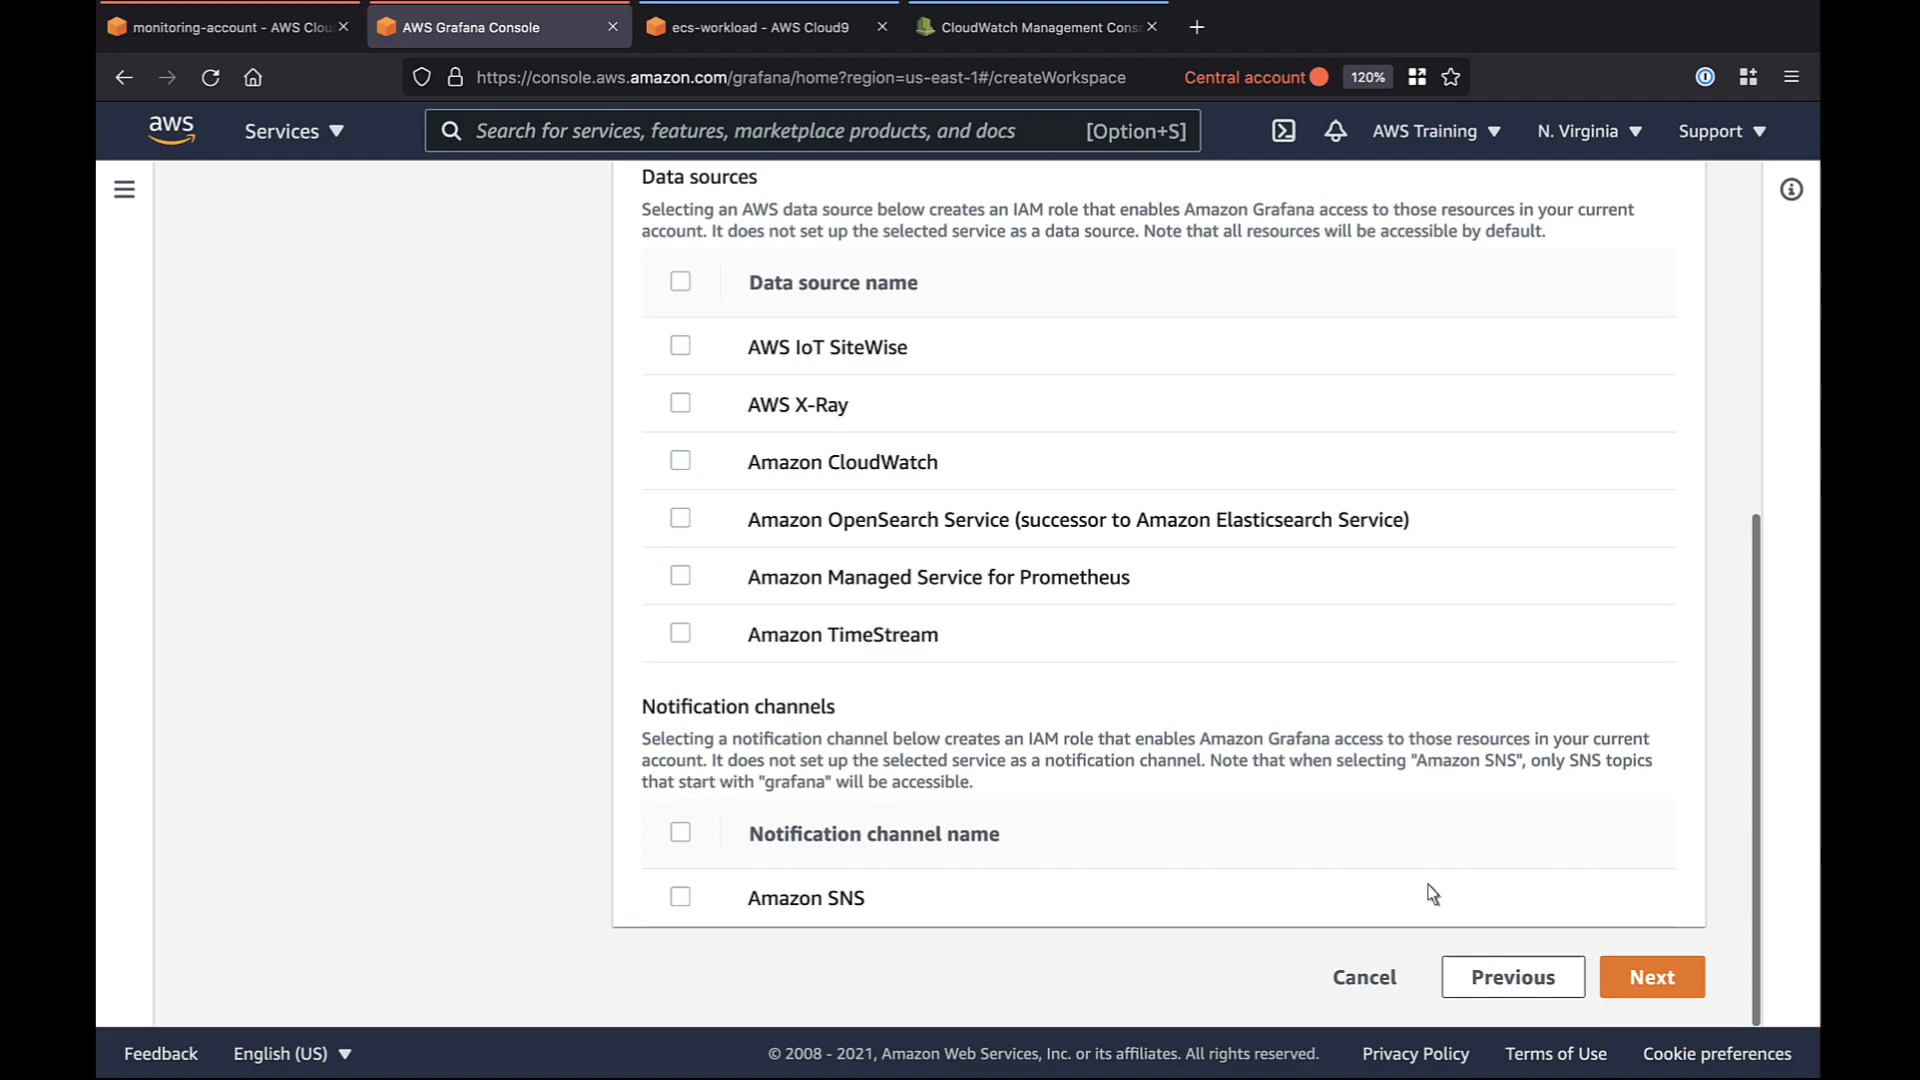 monitoring-account - AWS Clou
AWS Grafana Console
ecs-workload - AWS Cloud9
CloudWatch Management Conso
https://console.aws.amazon.com/grafana/home?region=us-east-1#/createWorkspace
Central account
120%
aws
Services
Search for services, features, marketplace products, and docs
[Option+S]
AWS Training
N. Virginia
Support
Data sources
Selecting an AWS data source below creates an IAM role that enables Amazon Grafana access to those resources in your current
account. It does not set up the selected service as a data source. Note that all resources will be accessible by default.
Data source name
AWS IoT SiteWise
AWS X-Ray
Amazon CloudWatch
Amazon OpenSearch Service (successor to Amazon Elasticsearch Service)
Amazon Managed Service for Prometheus
Amazon TimeStream
Notification channels
Selecting a notification channel below creates an IAM role that enables Amazon Grafana access to those resources in your current
account. It does not set up the selected service as a notification channel. Note that when selecting "Amazon SNS", only SNS topics
that start with "grafana" will be accessible.
Notification channel name
Amazon SNS
Cancel
Previous
Next
Feedback
English (US)
© 2008 - 2021, Amazon Web Services, Inc. or its affiliates. All rights reserved.
Privacy Policy
Terms of Use
Cookie preferences